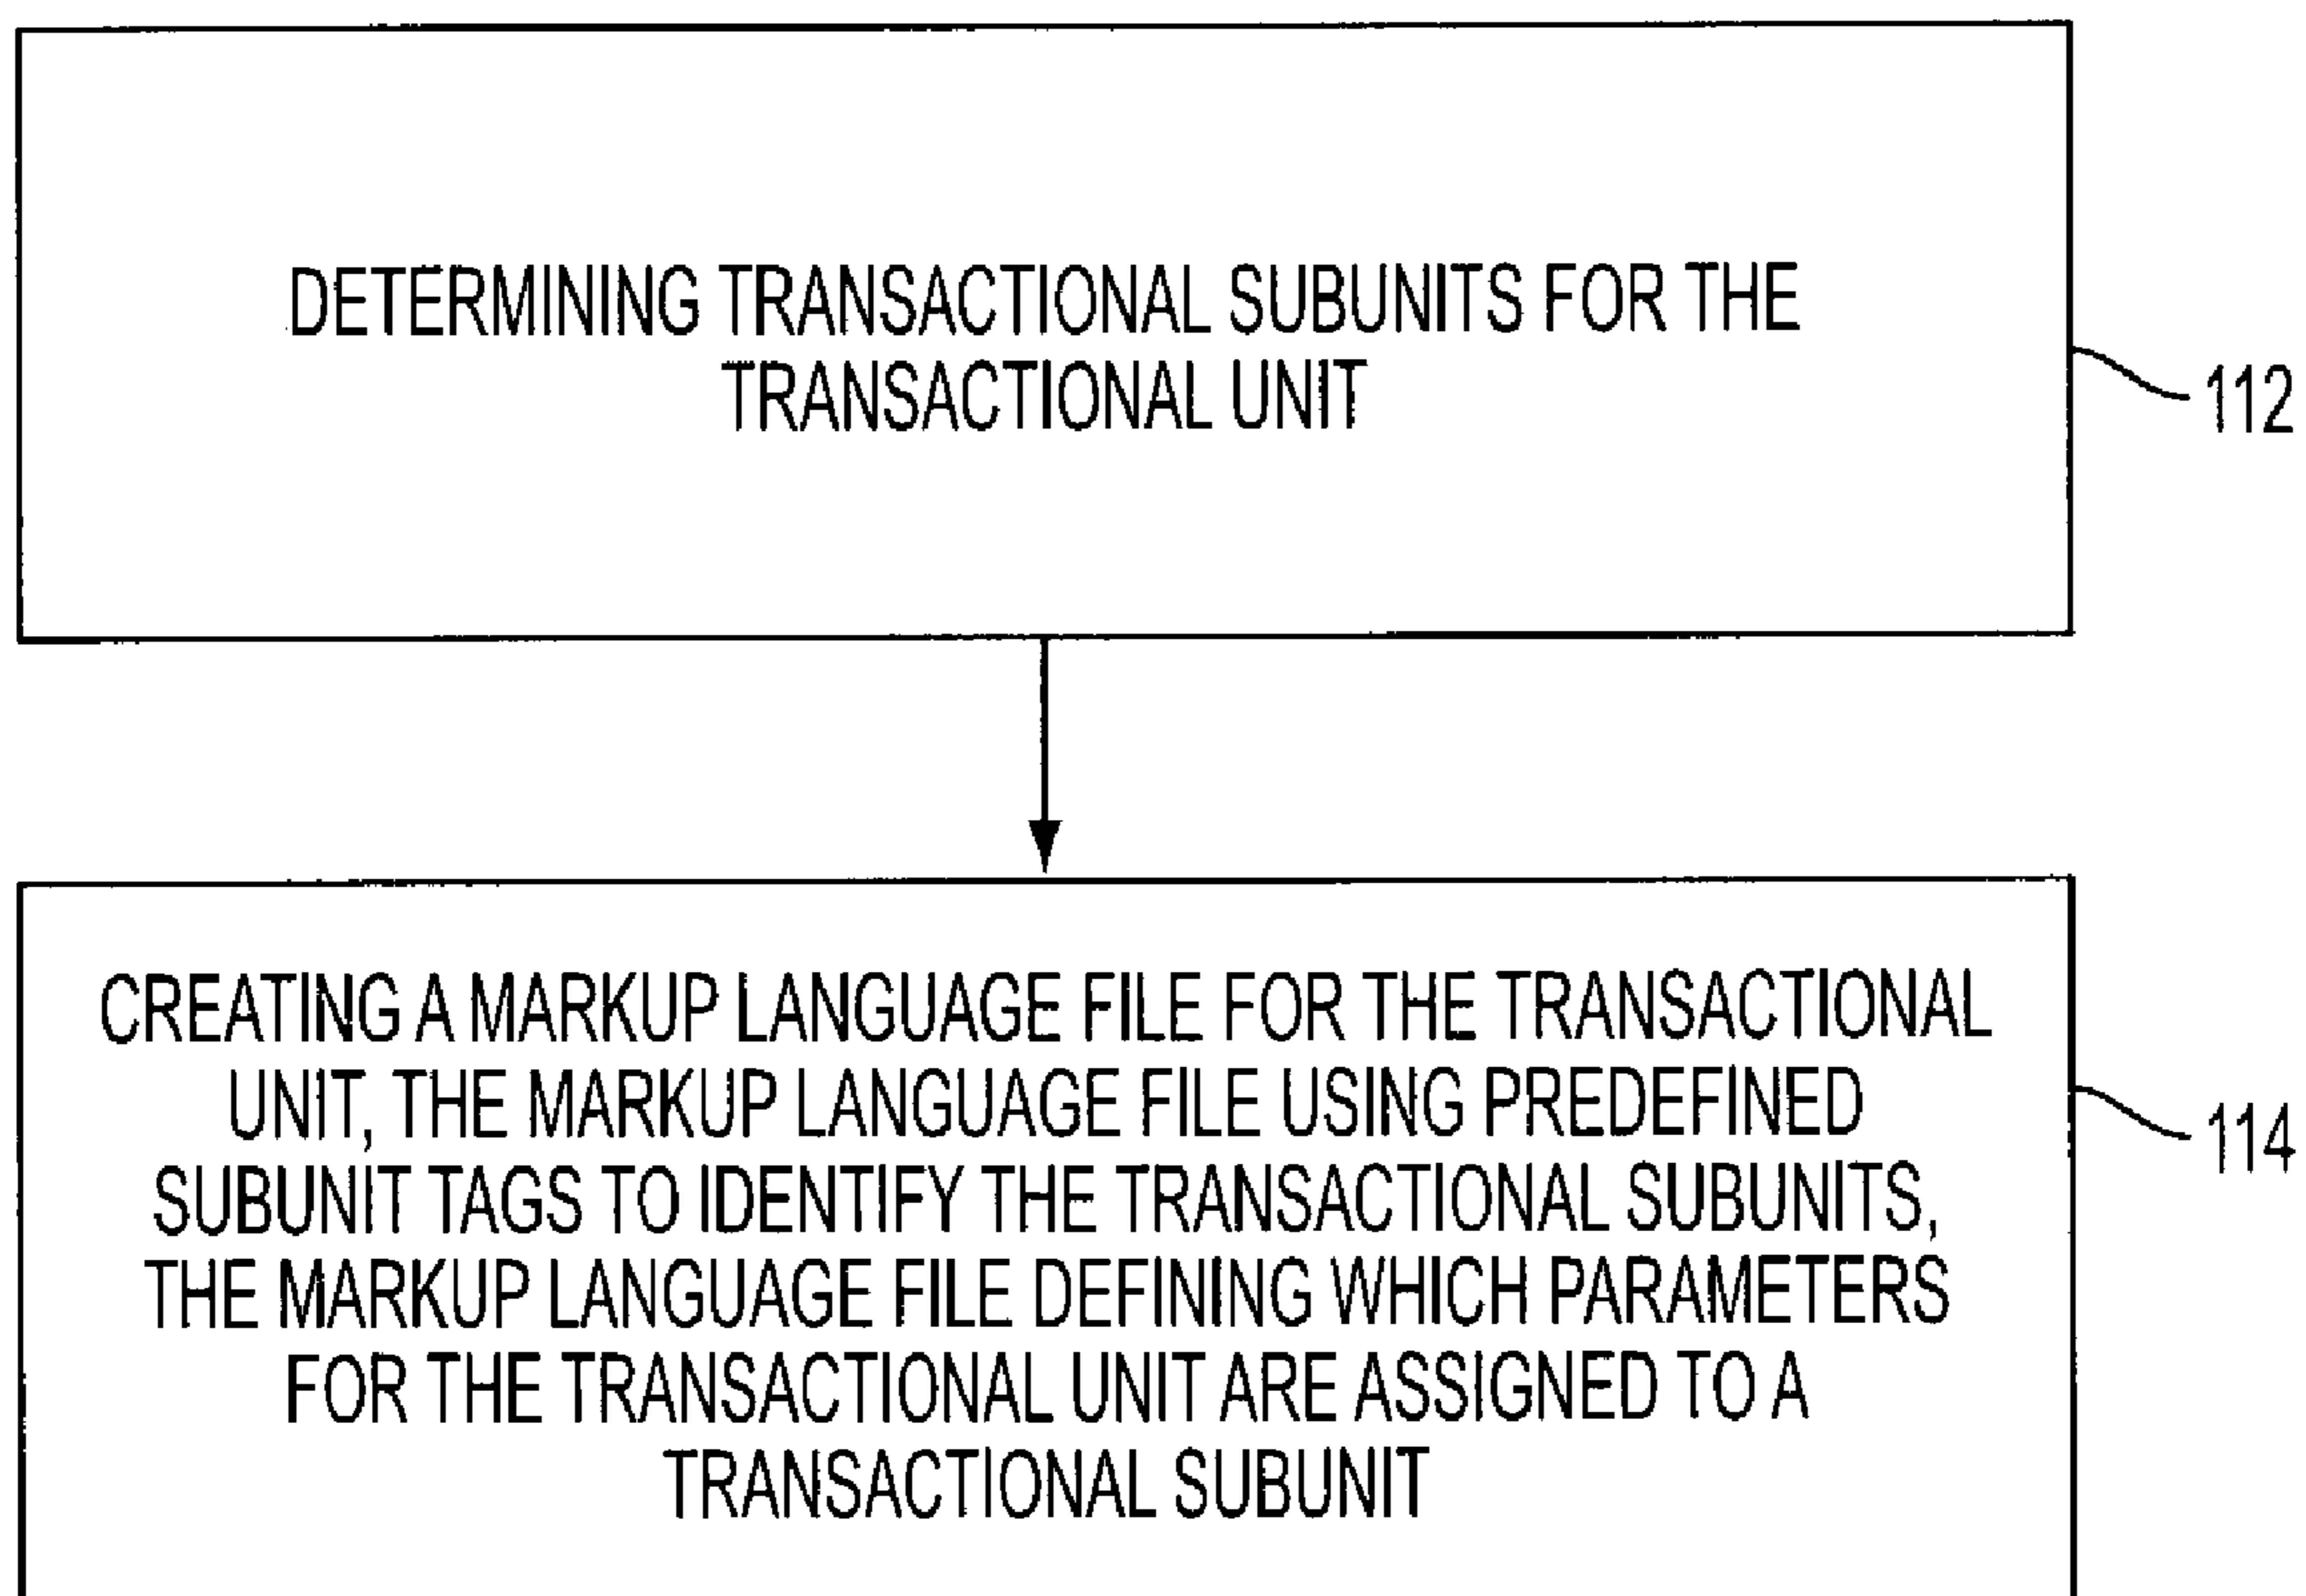 DETERMINING TRANSACTIONAL SUBUNITS FOR THE
TRANSACTIONAL UNIT
112
CREATING A MARKUP LANGUAGE FILE FOR THE TRANSACTIONAL
UNIT, THE MARKUP LANGUAGE FILE USING PREDEFINED
SUBUNIT TAGS TO IDENTIFY THE TRANSACTIONAL SUBUNITS,
THE MARKUP LANGUAGE FILE DEFINING WHICH PARAMETERS
FOR THE TRANSACTIONAL UNIT ARE ASSIGNED TO A
TRANSACTIONAL SUBUNIT
114